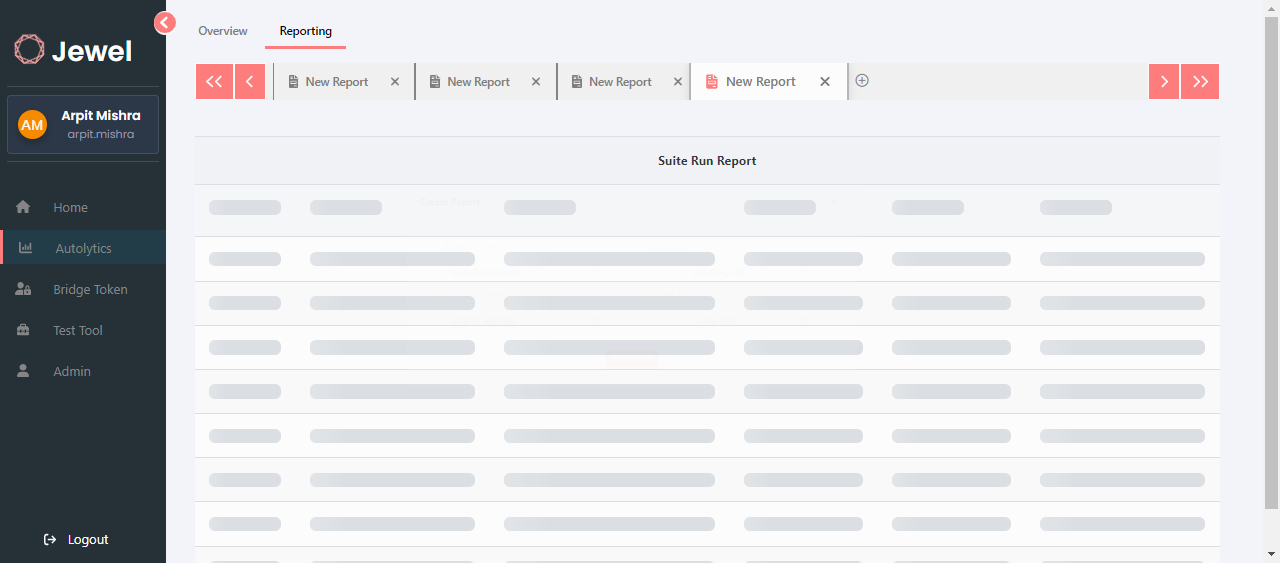 Jewel
AM
Arpit Mishra
arpit.mishra
Home
Autolytics
Bridge Token
Test Tool
Admin
Logout
Overview
Reporting
New Report
New Report
New Report
New Report
Suite Run Report